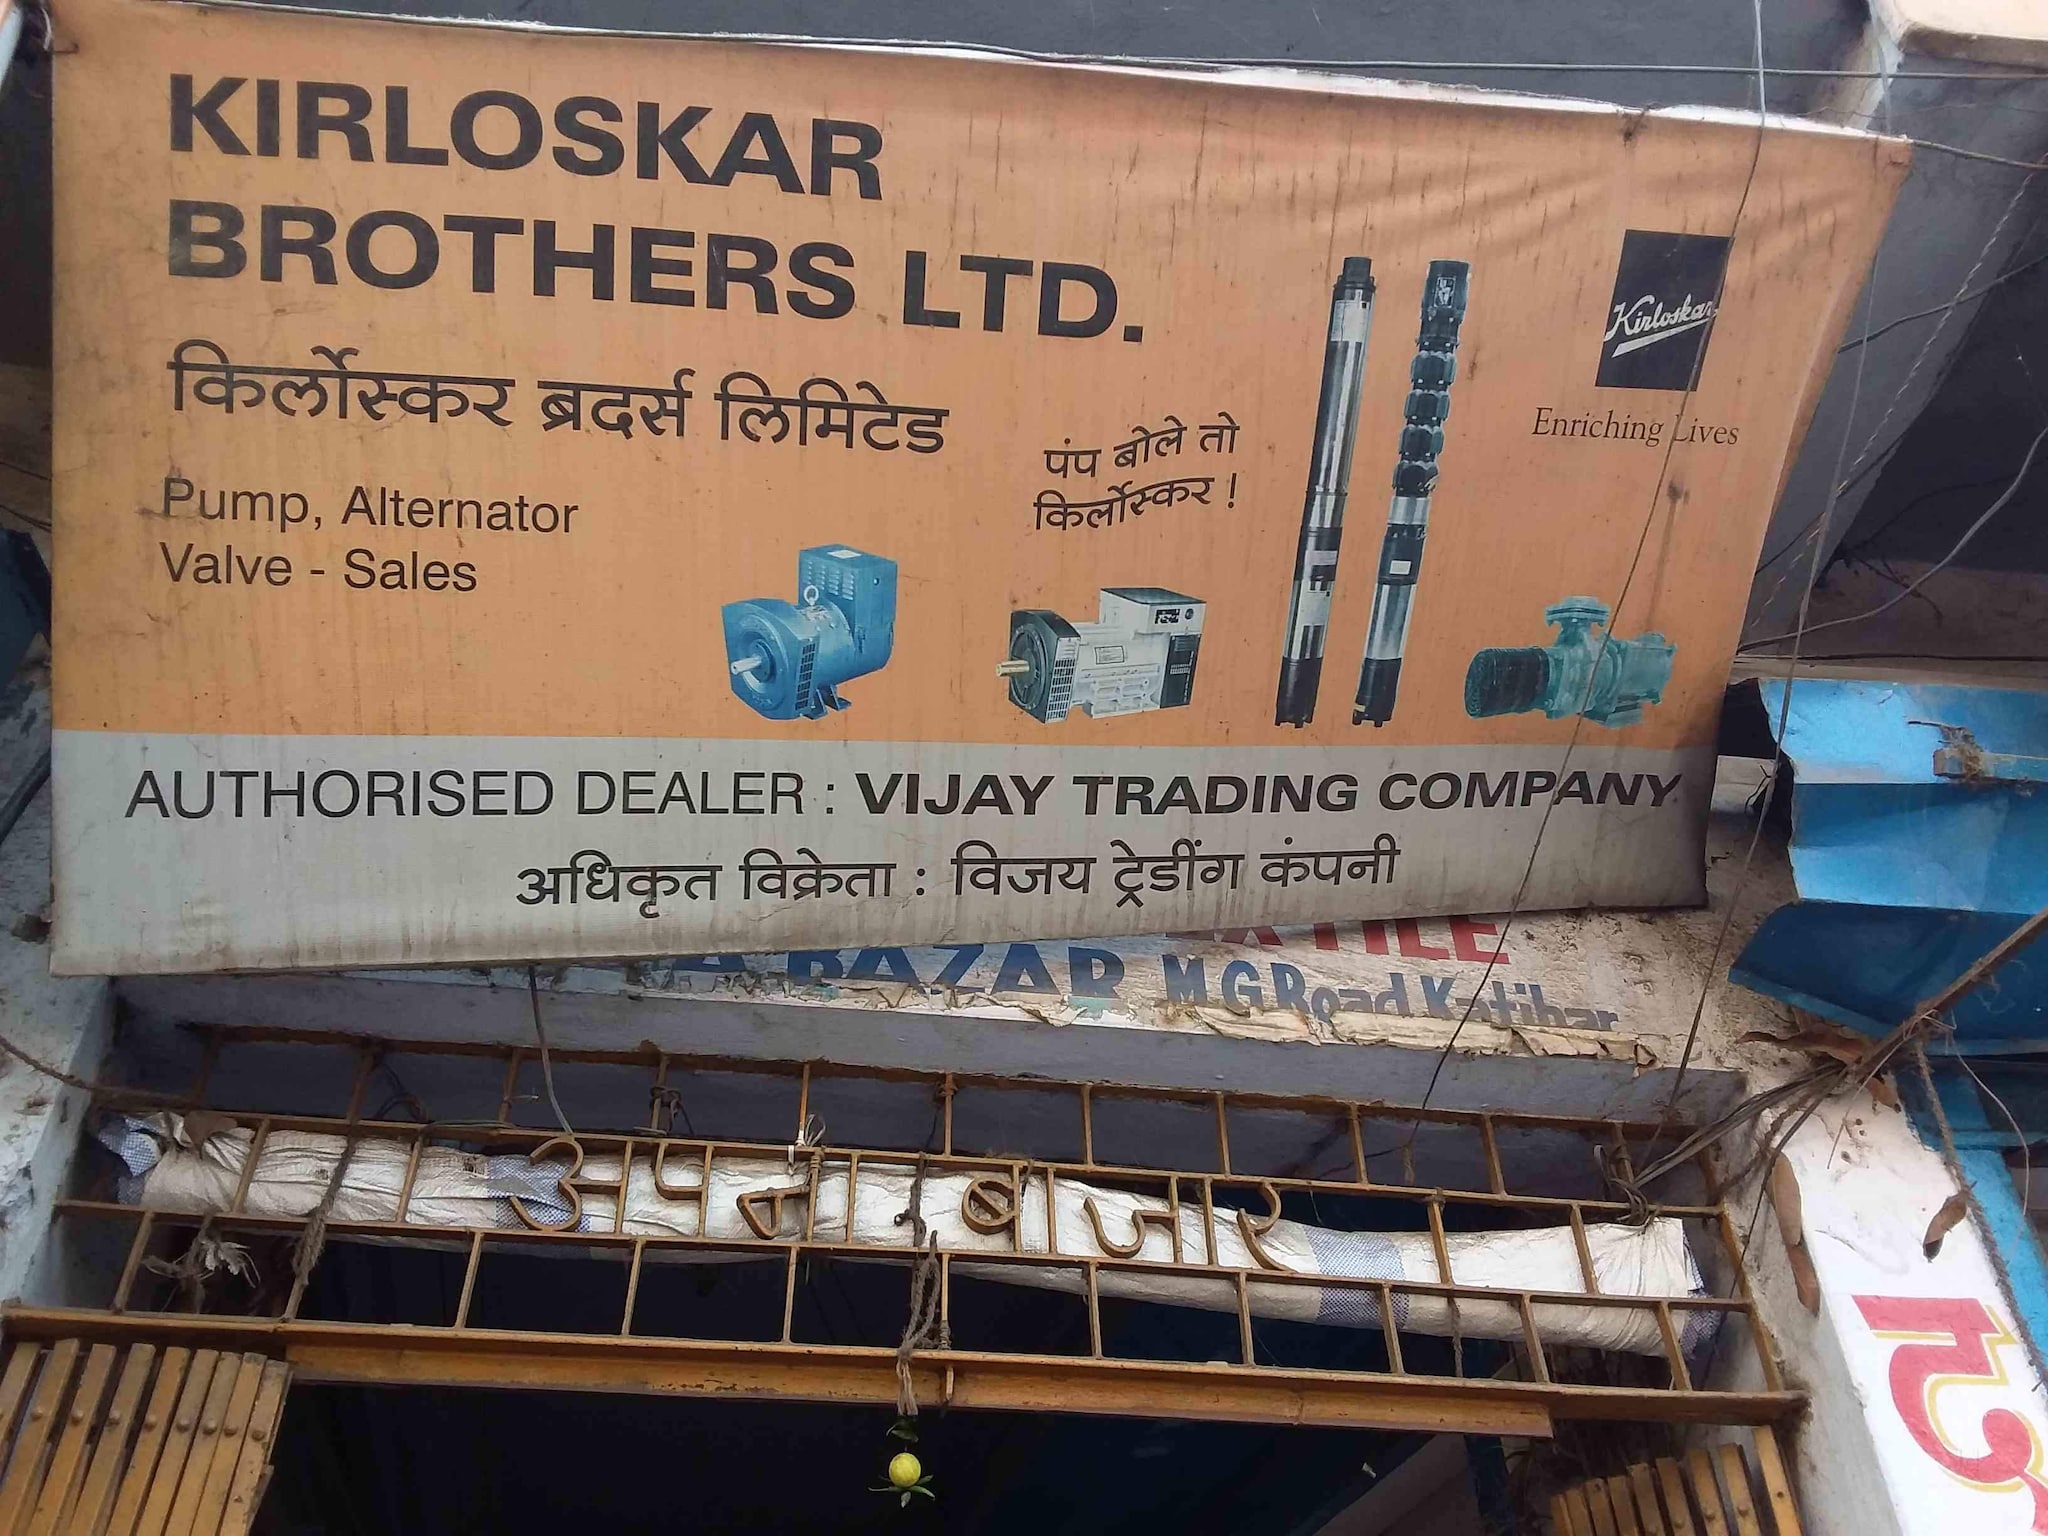 KIRLOSKAR
BROTHERS LTD.
किर्लोस्कर ब्रदर्स लिमिटेड
Pump, Alternator
Valve - Sales
पंप बोले तो
किर्लोस्कर !
Kirloskar
Enriching Lives
AUTHORISED DEALER : VIJAY TRADING COMPANY
अधिकृत विक्रेता : विजय ट्रेडींग कंपनी
BAZAR M G Road Katihar
अपना बाजार